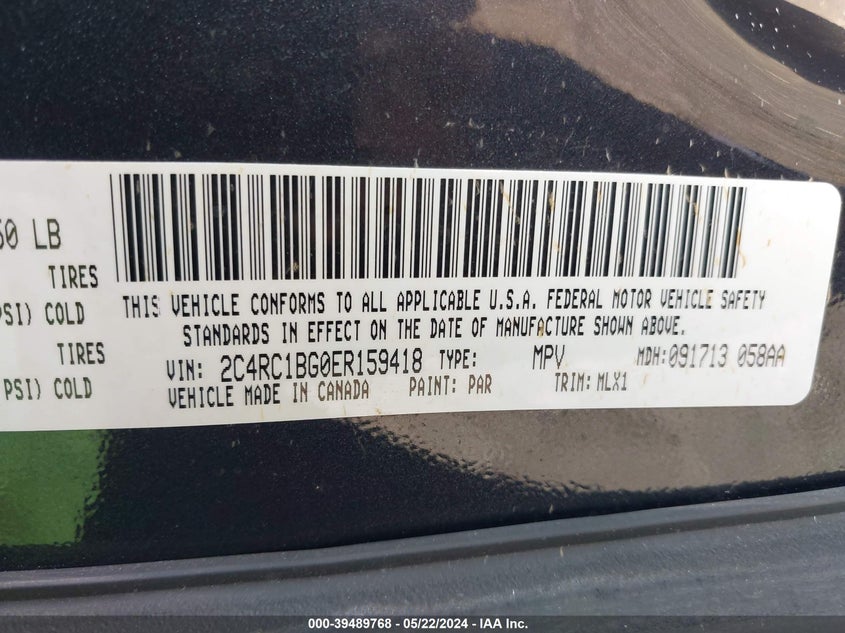 50 LB
TIRES
PSI) COLD
TIRES
PSI) COLD
THIS VEHICLE CONFORMS TO ALL APPLICABLE U.S.A. FEDERAL MOTOR VEHICLE SAFETY
STANDARDS IN EFFECT ON THE DATE OF MANUFACTURE SHOWN ABOVE.
VIN: 2C4RC1BG0ER159418 TYPE: MPV MDH:091713 058AA
VEHICLE MADE IN CANADA PAINT: PAR TRIM: MLX1
000-39489768 - 05/22/2024 - IAA Inc.